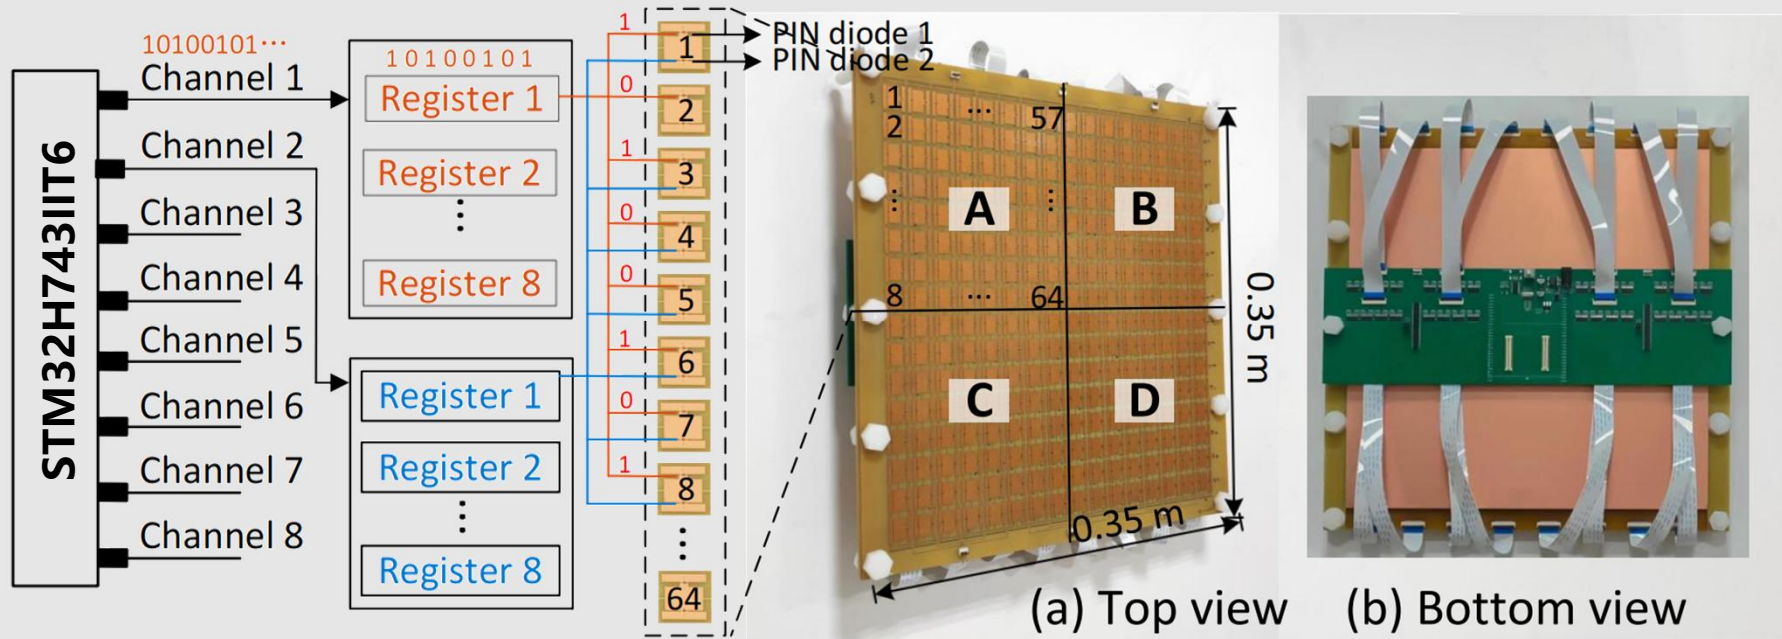 STM32H743IIT6
10100101···
Channel 1
Channel 2
Channel 3
Channel 4
Channel 5
Channel 6
Channel 7
Channel 8
10100101
Register 1
Register 2
⋮
Register 8
Register 1
Register 2
⋮
Register 8
1
0
1
0
0
1
0
1
1
2
3
4
5
6
7
8
⋮
64
PIN diode 1
PIN diode 2
1 ··· 57
2
⋮ A ⋮ B
8 ··· 64
C D
0.35 m
0.35 m
(a) Top view
(b) Bottom view